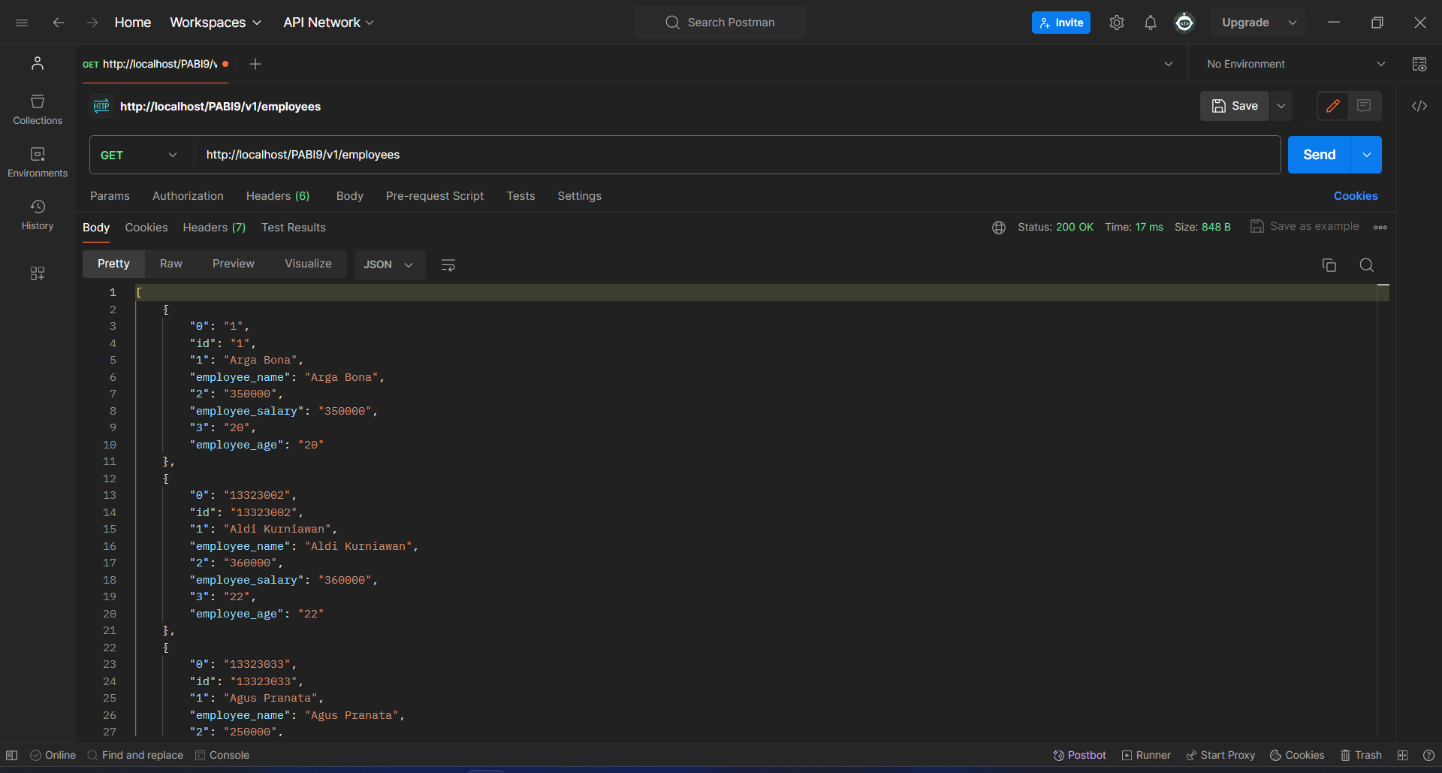 Home Workspaces API Network Search Postman Invite Upgrade
GET http://localhost/PABI9/v No Environment
HTTP http://localhost/PABI9/v1/employees Save
Collections
GET http://localhost/PABI9/v1/employees Send
Environments
Params Authorization Headers (6) Body Pre-request Script Tests Settings Cookies
History
Body Cookies Headers (7) Test Results Status: 200 OK Time: 17 ms Size: 848 B Save as example
Pretty Raw Preview Visualize JSON
1 [
2 {
3 "0": "1",
4 "id": "1",
5 "1": "Arga Bona",
6 "employee_name": "Arga Bona",
7 "2": "350000",
8 "employee_salary": "350000",
9 "3": "20",
10 "employee_age": "20"
11 },
12 {
13 "0": "13323002",
14 "id": "13323002",
15 "1": "Aldi Kurniawan",
16 "employee_name": "Aldi Kurniawan",
17 "2": "360000",
18 "employee_salary": "360000",
19 "3": "22",
20 "employee_age": "22"
21 },
22 {
23 "0": "13323033",
24 "id": "13323033",
25 "1": "Agus Pranata",
26 "employee_name": "Agus Pranata",
27 "2": "250000",
Online Find and replace Console Postbot Runner Start Proxy Cookies Trash